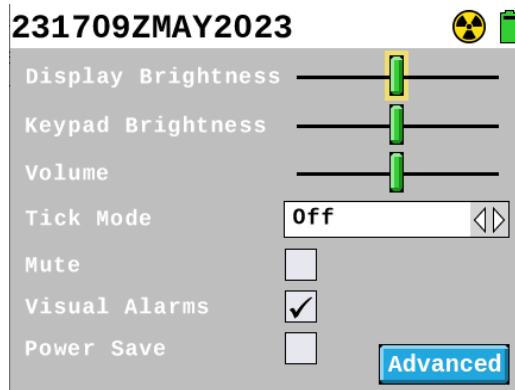 231709ZMAY2023
Display Brightness
Keypad Brightness
Volume
Tick Mode Off
Mute
Visual Alarms
Power Save
Advanced